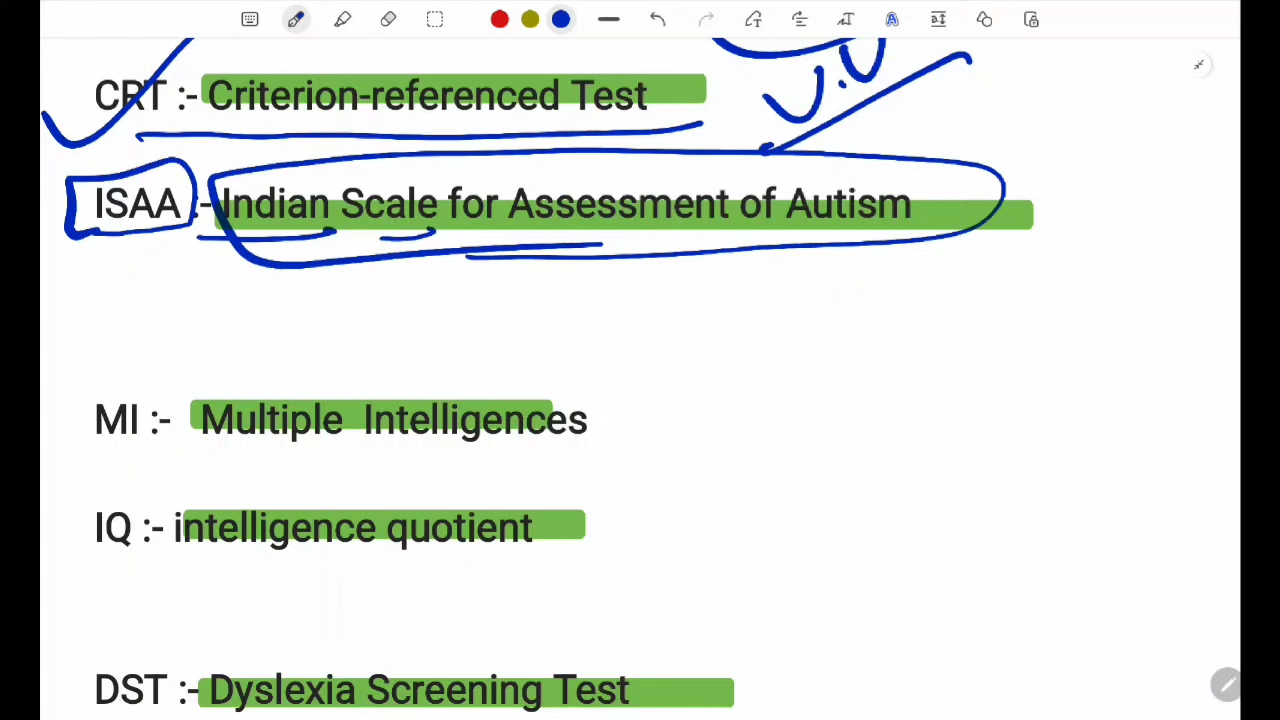 CRT :- Criterion-referenced Test
ISAA :- Indian Scale for Assessment of Autism
MI :- Multiple Intelligences
IQ :- intelligence quotient
DST :- Dyslexia Screening Test